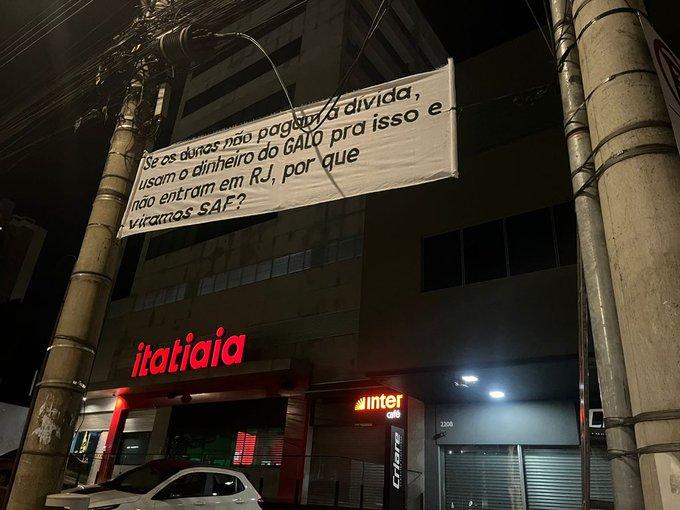 "Se os donos não pagam a dívida,
usam o dinheiro do GALO pra isso e
não entram em RJ, por que
viramos SAF?
itatiaia
inter
café
Criare
2208